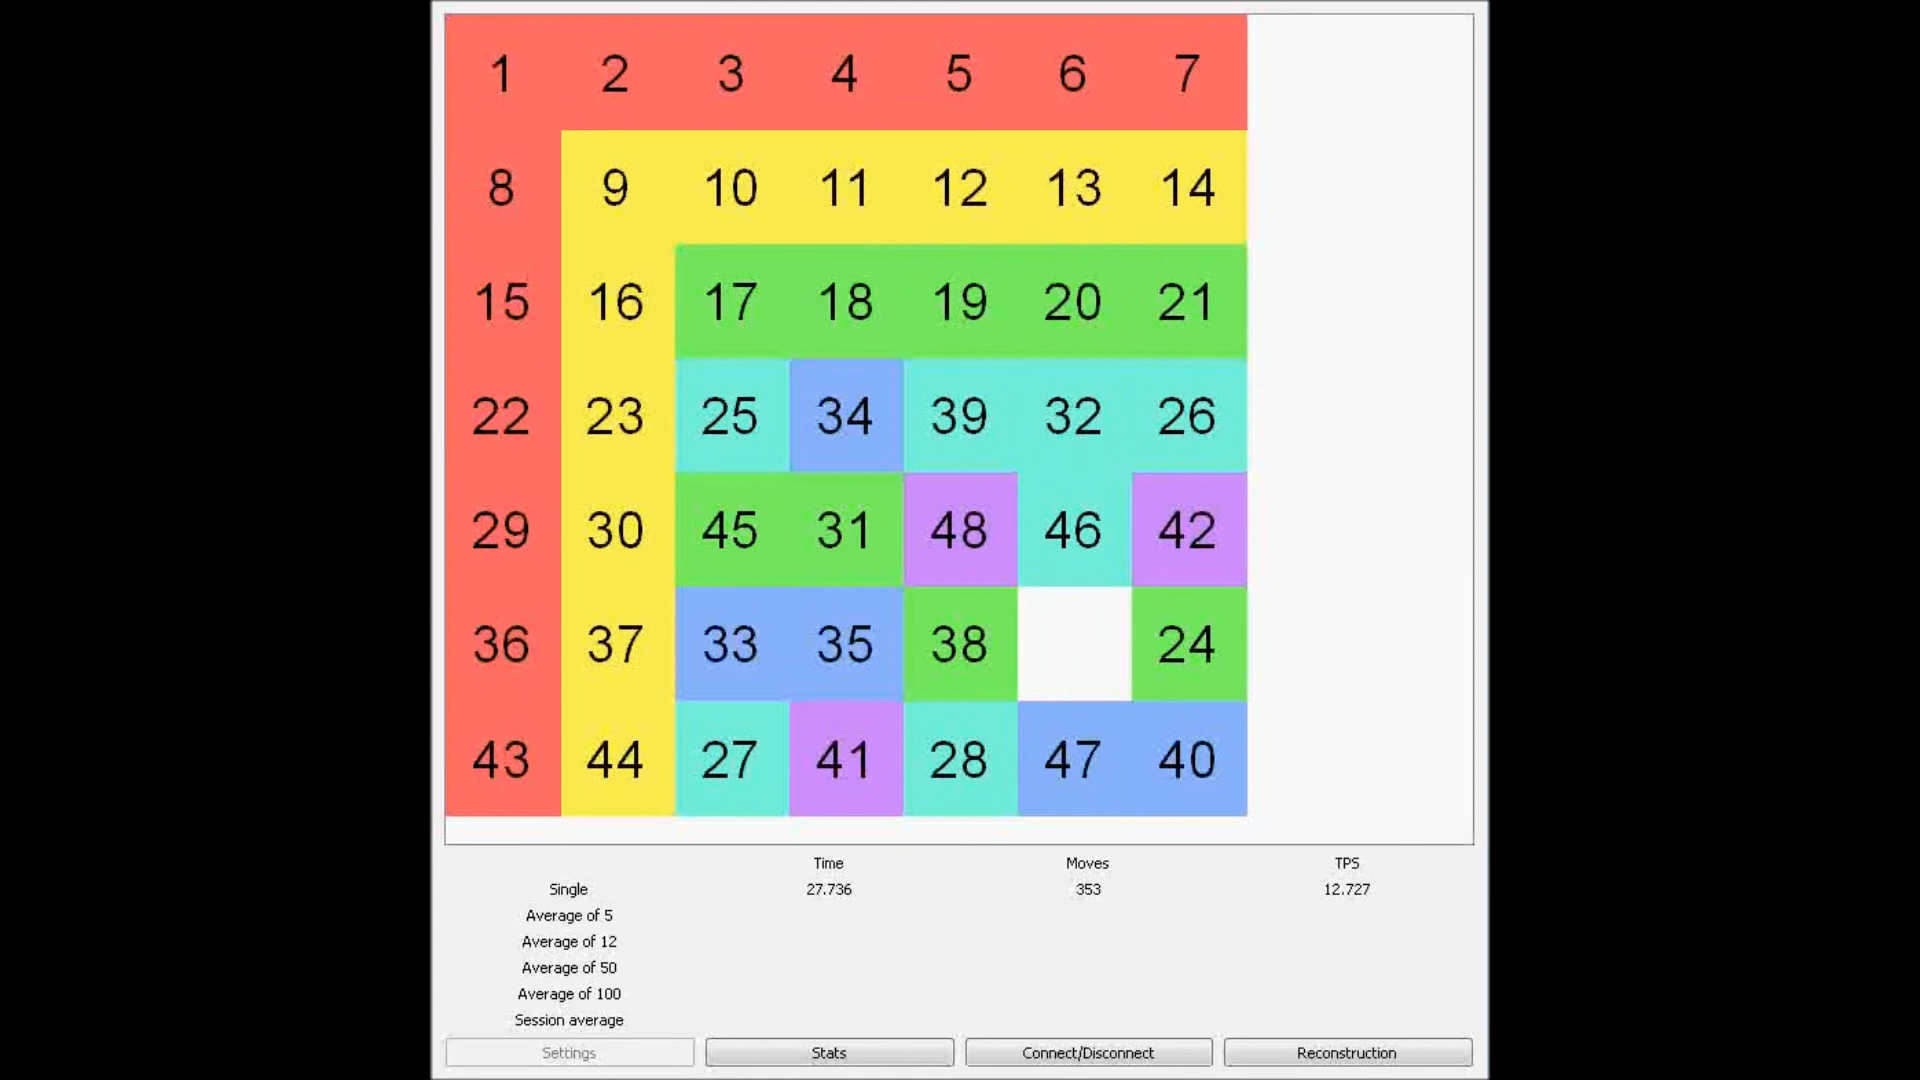 1 2 3 4 5 6 7
8 9 10 11 12 13 14
15 16 17 18 19 20 21
22 23 25 34 39 32 26
29 30 45 31 48 46 42
36 37 33 35 38 24
43 44 27 41 28 47 40
Time Moves TPS
Single 27.736 353 12.727
Average of 5
Average of 12
Average of 50
Average of 100
Session average
Settings Stats Connect/Disconnect Reconstruction